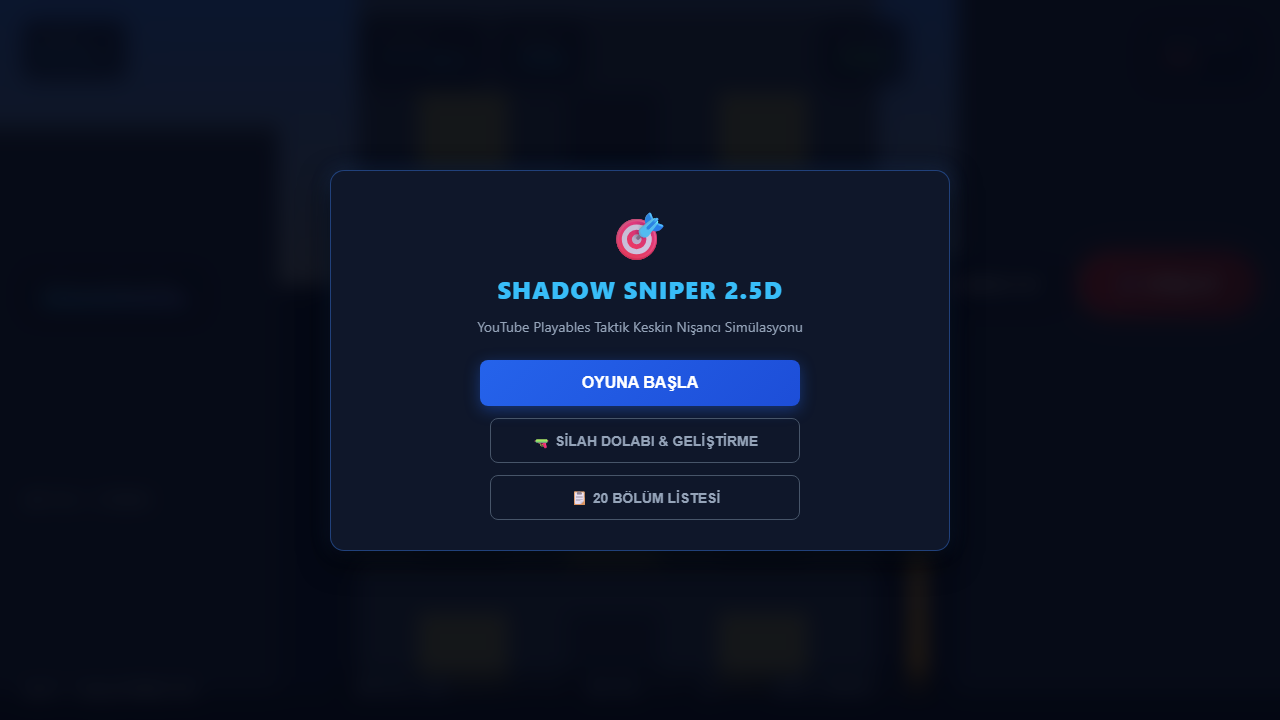 SHADOW SNIPER 2.5D
YouTube Playables Taktik Keskin Nişancı Simülasyonu
OYUNA BAŞLA
SİLAH DOLABI & GELİŞTİRME
20 BÖLÜM LİSTESİ